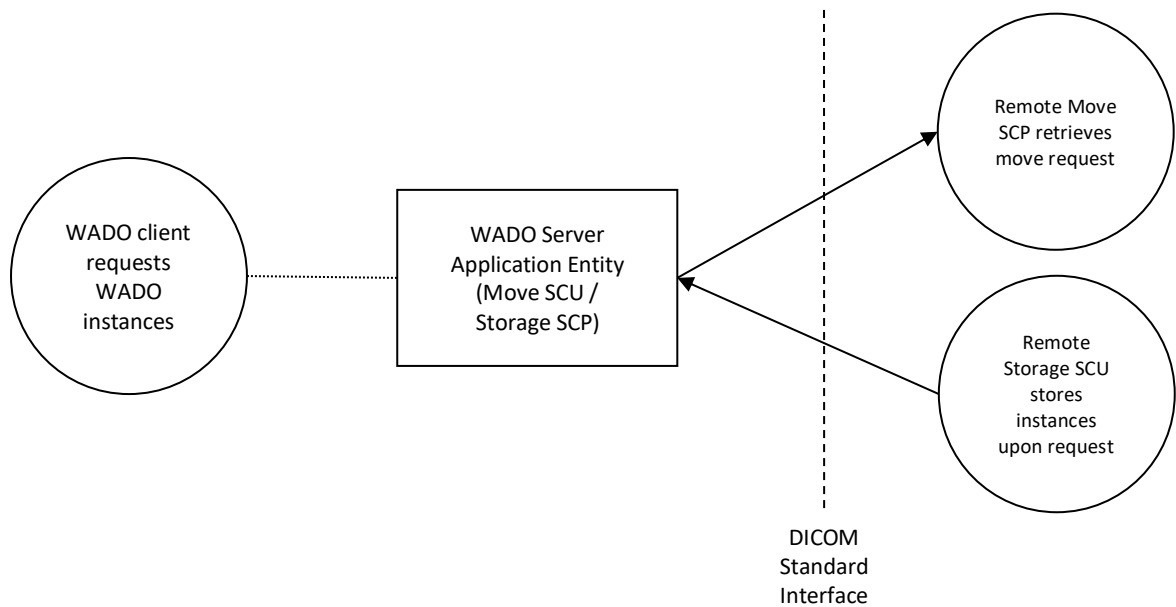 WADO client
requests
WADO
instances
WADO Server
Application Entity
(Move SCU /
Storage SCP)
Remote Move
SCP retrieves
move request
Remote
Storage SCU
stores
instances
upon request
DICOM
Standard
Interface